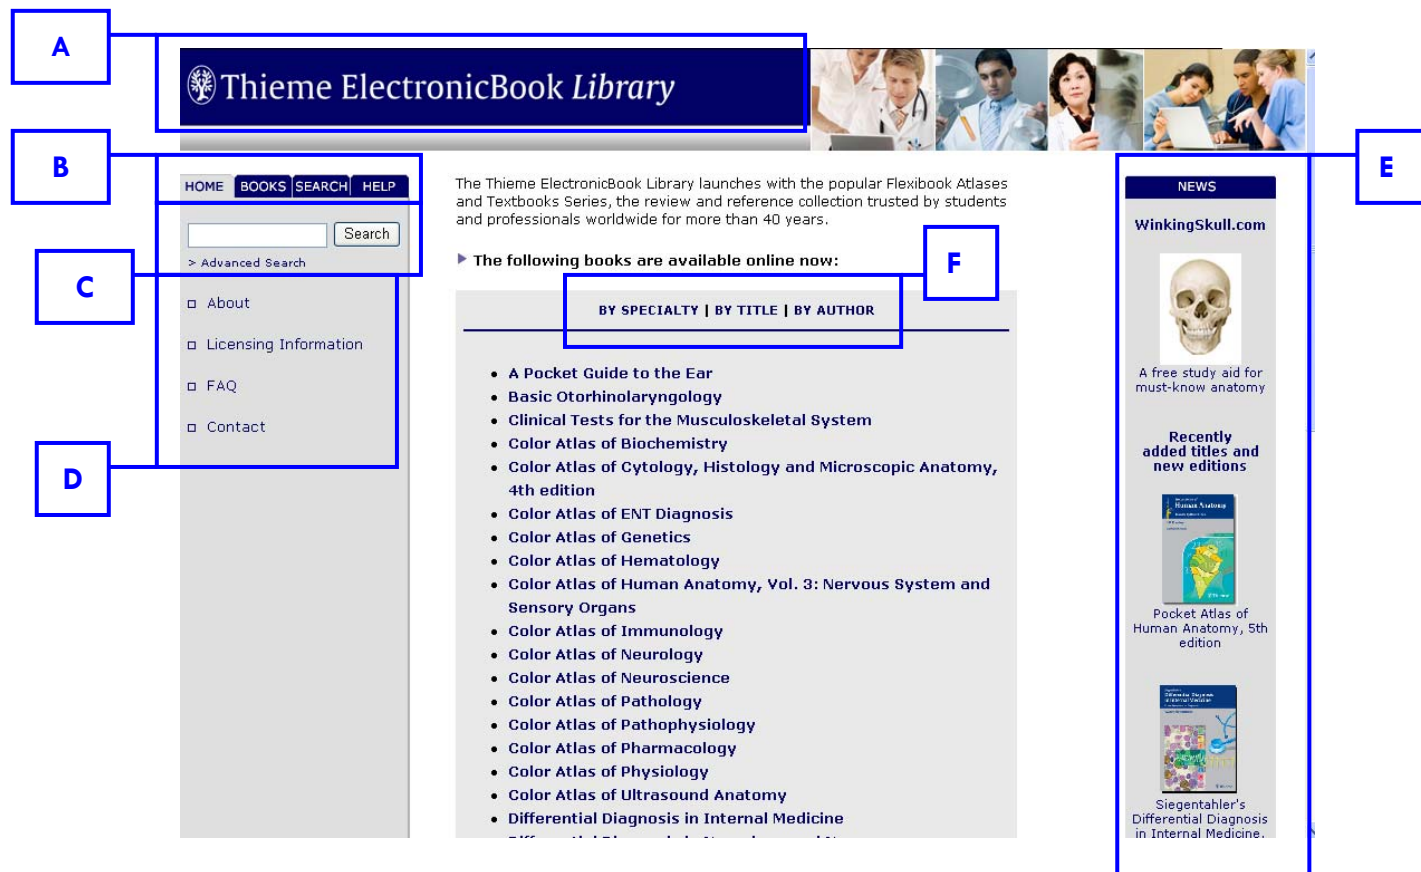 A
Thieme ElectronicBook Library
B
HOME BOOKS SEARCH HELP
Search
> Advanced Search
C
About
Licensing Information
FAQ
Contact
D
The Thieme ElectronicBook Library launches with the popular Flexibook Atlases
and Textbooks Series, the review and reference collection trusted by students
and professionals worldwide for more than 40 years.
The following books are available online now:
F
BY SPECIALTY | BY TITLE | BY AUTHOR
A Pocket Guide to the Ear
Basic Otorhinolaryngology
Clinical Tests for the Musculoskeletal System
Color Atlas of Biochemistry
Color Atlas of Cytology, Histology and Microscopic Anatomy,
4th edition
Color Atlas of ENT Diagnosis
Color Atlas of Genetics
Color Atlas of Hematology
Color Atlas of Human Anatomy, Vol. 3: Nervous System and
Sensory Organs
Color Atlas of Immunology
Color Atlas of Neurology
Color Atlas of Neuroscience
Color Atlas of Pathology
Color Atlas of Pathophysiology
Color Atlas of Pharmacology
Color Atlas of Physiology
Color Atlas of Ultrasound Anatomy
Differential Diagnosis in Internal Medicine
E
NEWS
WinkingSkull.com
A free study aid for
must-know anatomy
Recently
added titles and
new editions
Human Anatomy
Pocket Atlas of
Human Anatomy, 5th
edition
Differential Diagnosis
in Internal Medicine
Siegentahler's
Differential Diagnosis
in Internal Medicine.